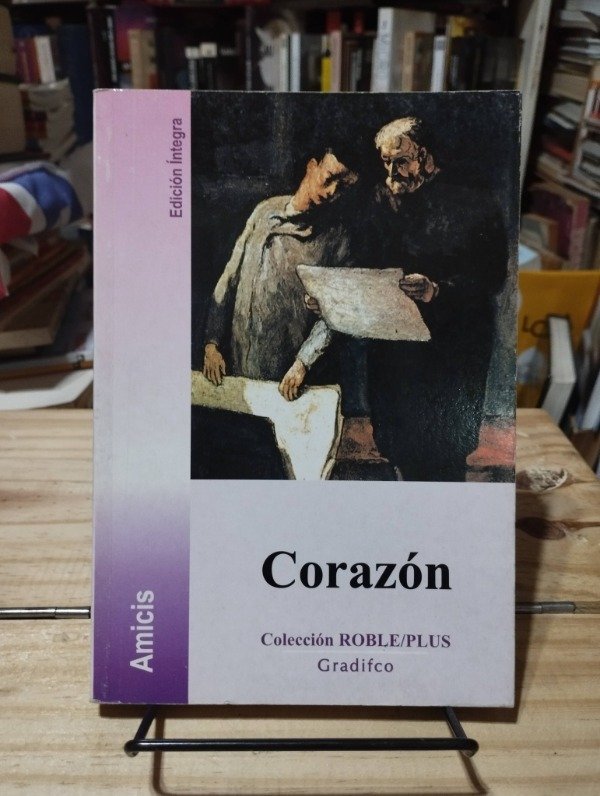 Edición Íntegra
Corazón
Colección ROBLE/PLUS
Gradifco
Amicis